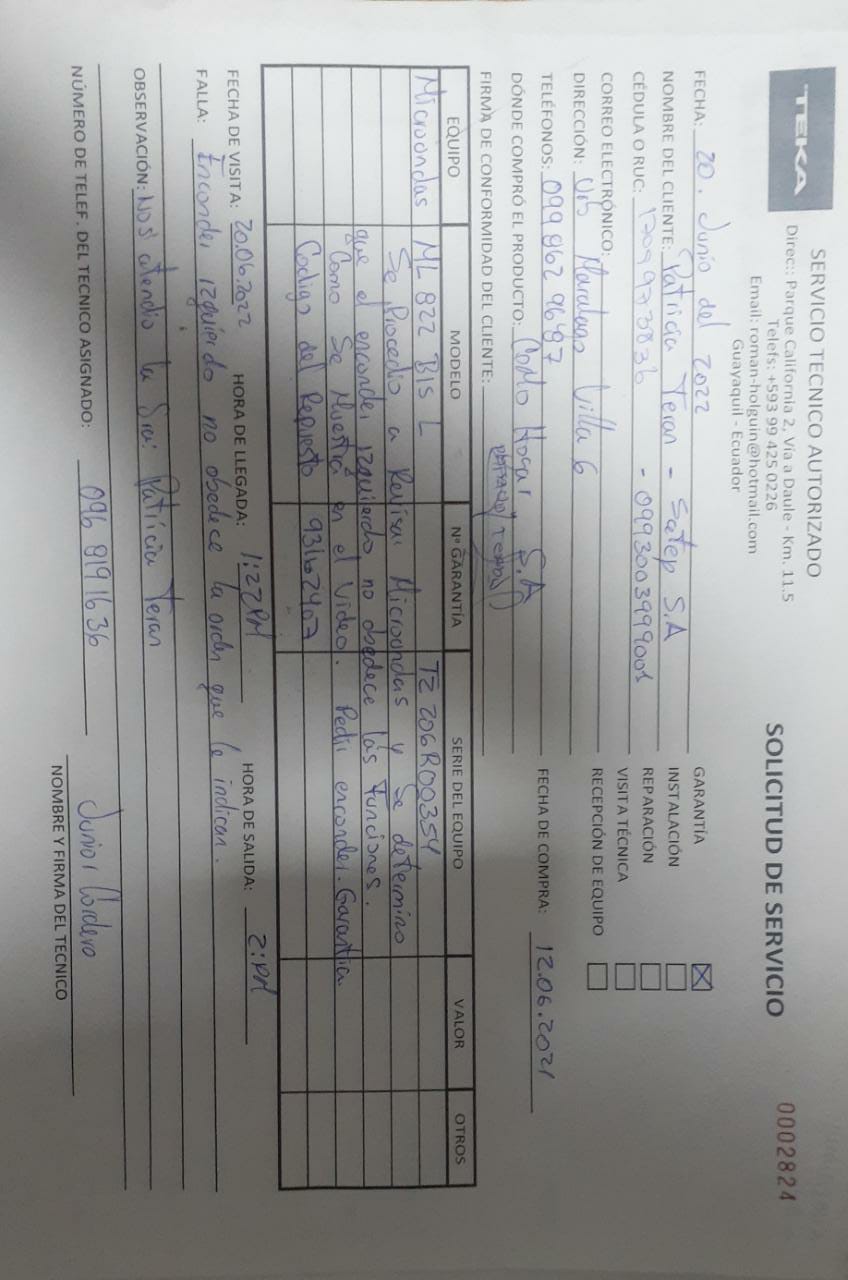 TEKA
SERVICIO TECNICO AUTORIZADO
Direc:: Parque California 2, Vía a Daule - Km. 11.5
Telefs: +593 99 425 0226
Email: roman-holguin@hotmail.com
Guayaquil - Ecuador
SOLICITUD DE SERVICIO
0002824
FECHA: 20. Junio del 2022
NOMBRE DEL CLIENTE: Patricia Teran - Satep S.A
CÉDULA O RUC: 1709973836 - 0993003999001
CORREO ELECTRÓNICO:
DIRECCIÓN: Urb Maralago Villa 6
TELÉFONOS: 099 862 9687
DÓNDE COMPRÓ EL PRODUCTO: Como Hogar S.A
FIRMA DE CONFORMIDAD DEL CLIENTE:
GARANTÍA
INSTALACIÓN
REPARACIÓN
VISITA TÉCNICA
RECEPCIÓN DE EQUIPO
FECHA DE COMPRA: 12.06.2021
EQUIPO MODELO Nº GARANTÍA SERIE DEL EQUIPO VALOR OTROS
Microondas ML 822 BIS L TZ 206R00354
Se Procedio a Revisar Microondas y Se determino
que el enconder izquierdo no obedece las Funciones.
Como Se Muestra en el Video. Pedir enconder. Garantia.
Codigo del Repuesto 93162407
FECHA DE VISITA: 20.06.2022 HORA DE LLEGADA: 1:22PM HORA DE SALIDA: 2:PM
FALLA: Enconder izquierdo no obedece la orden que le indican.
OBSERVACIÓN: Nos atendio la Sra: Patricia Teran
NÚMERO DE TELEF. DEL TECNICO ASIGNADO: 096 8191636
Junior Cordero
NOMBRE Y FIRMA DEL TECNICO